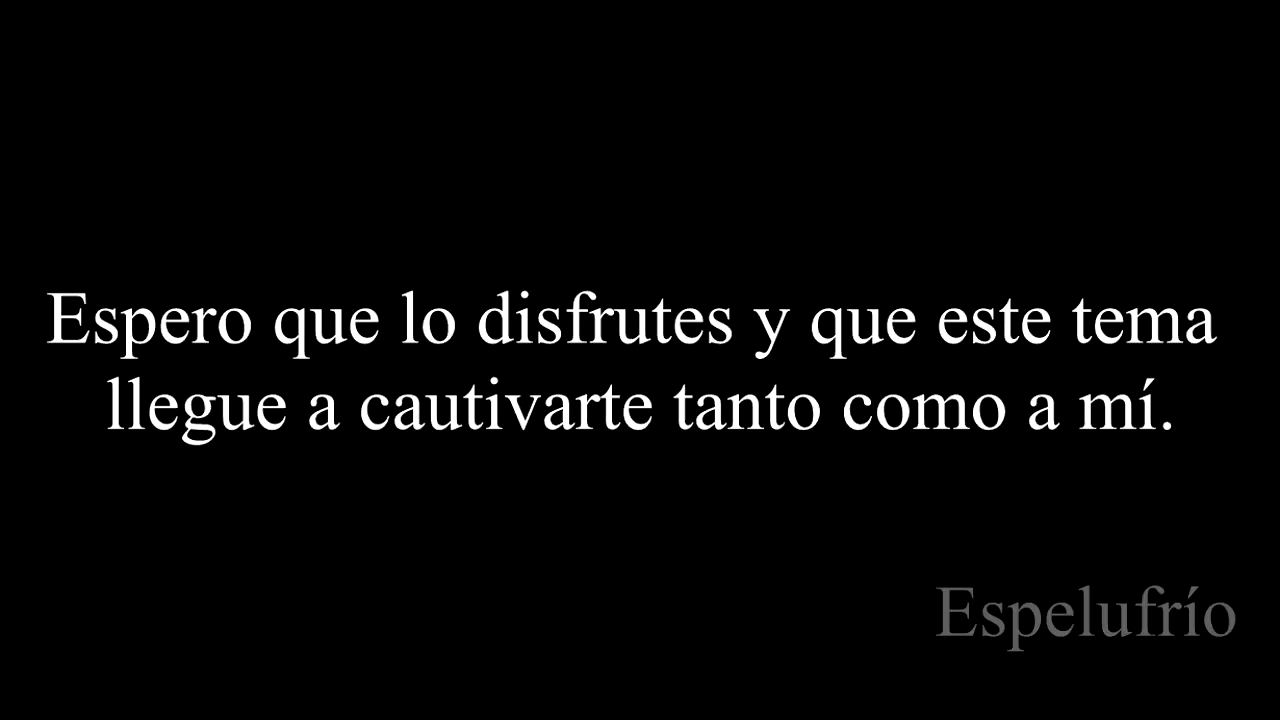 Espero que lo disfrutes y que este tema
llegue a cautivarte tanto como a mí.
Espelufrío